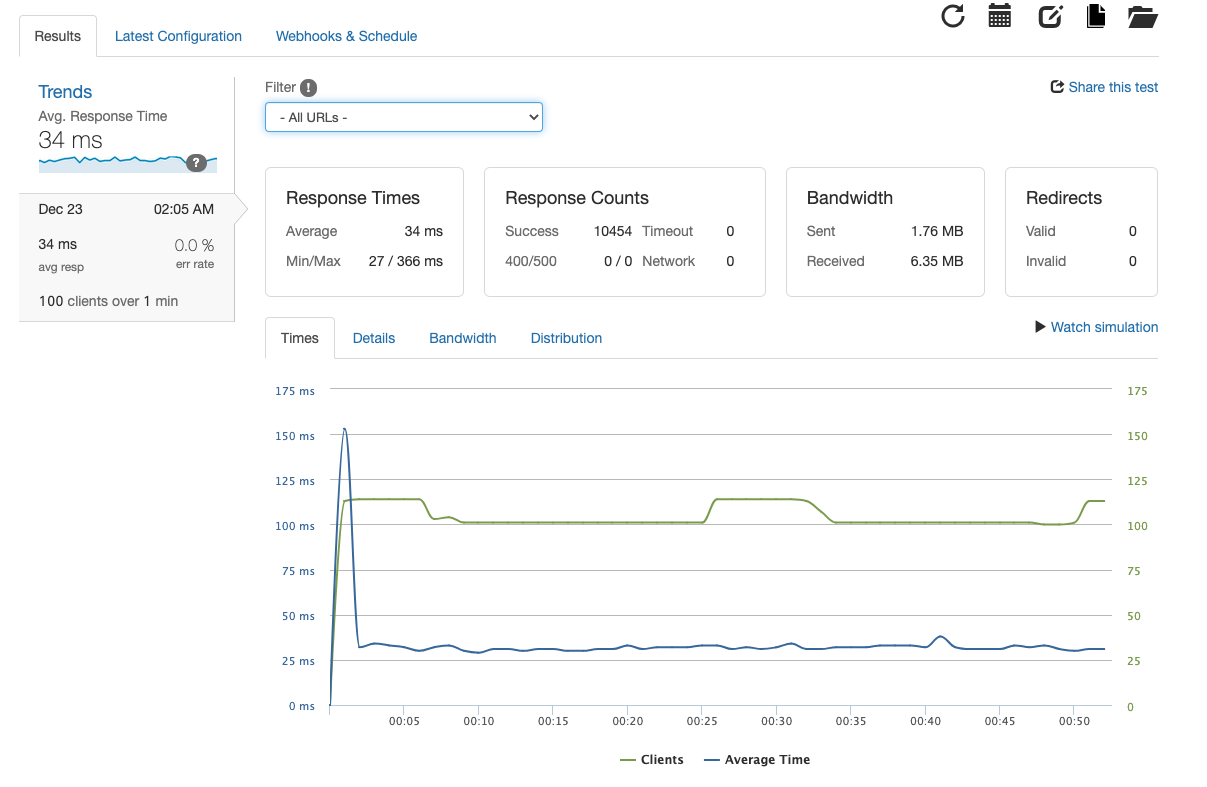 Results Latest Configuration Webhooks & Schedule
Trends
Avg. Response Time
34 ms
?
Dec 23 02:05 AM
34 ms 0.0 %
avg resp err rate
100 clients over 1 min
Filter !
- All URLs -
Share this test
Response Times
Average 34 ms
Min/Max 27 / 366 ms
Response Counts
Success 10454 Timeout 0
400/500 0 / 0 Network 0
Bandwidth
Sent 1.76 MB
Received 6.35 MB
Redirects
Valid 0
Invalid 0
Times Details Bandwidth Distribution
Watch simulation
175 ms 175
150 ms 150
125 ms 125
100 ms 100
75 ms 75
50 ms 50
25 ms 25
0 ms 0
00:05 00:10 00:15 00:20 00:25 00:30 00:35 00:40 00:45 00:50
Clients Average Time